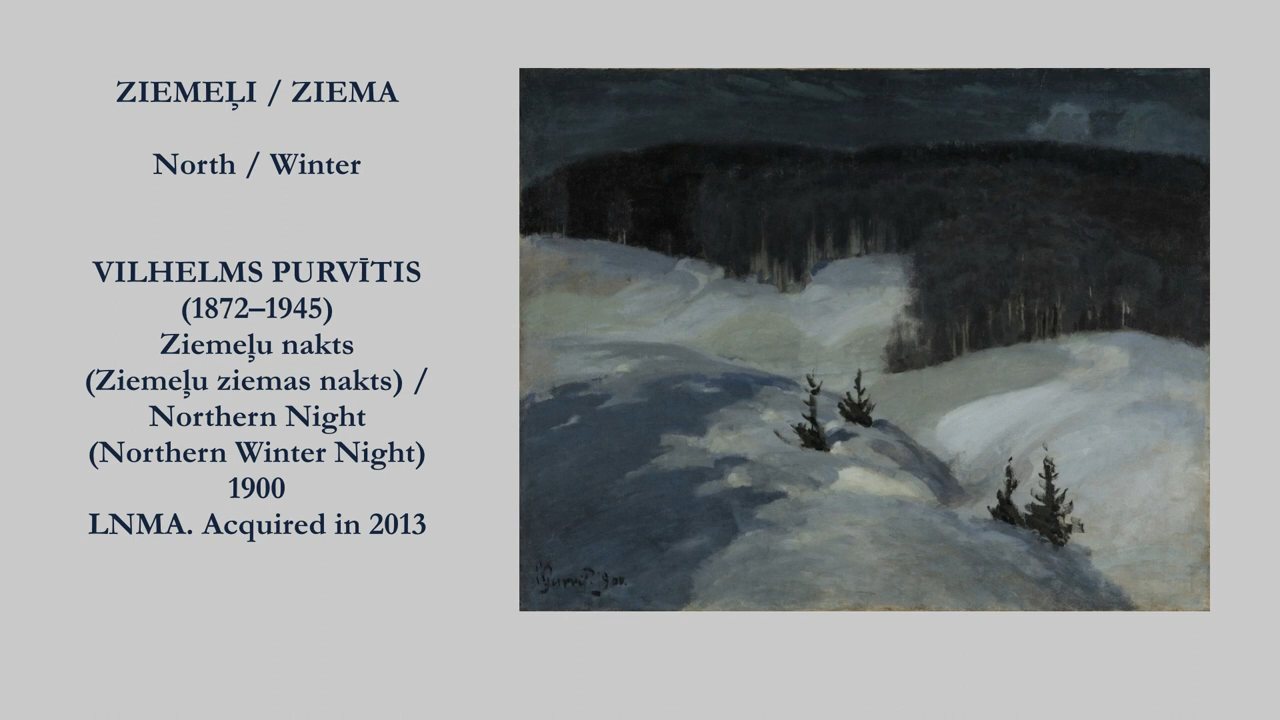 ZIEMEĻI / ZIEMA
North / Winter
VILHELMS PURVĪTIS
(1872–1945)
Ziemeļu nakts
(Ziemeļu ziemas nakts) /
Northern Night
(Northern Winter Night)
1900
LNMA. Acquired in 2013